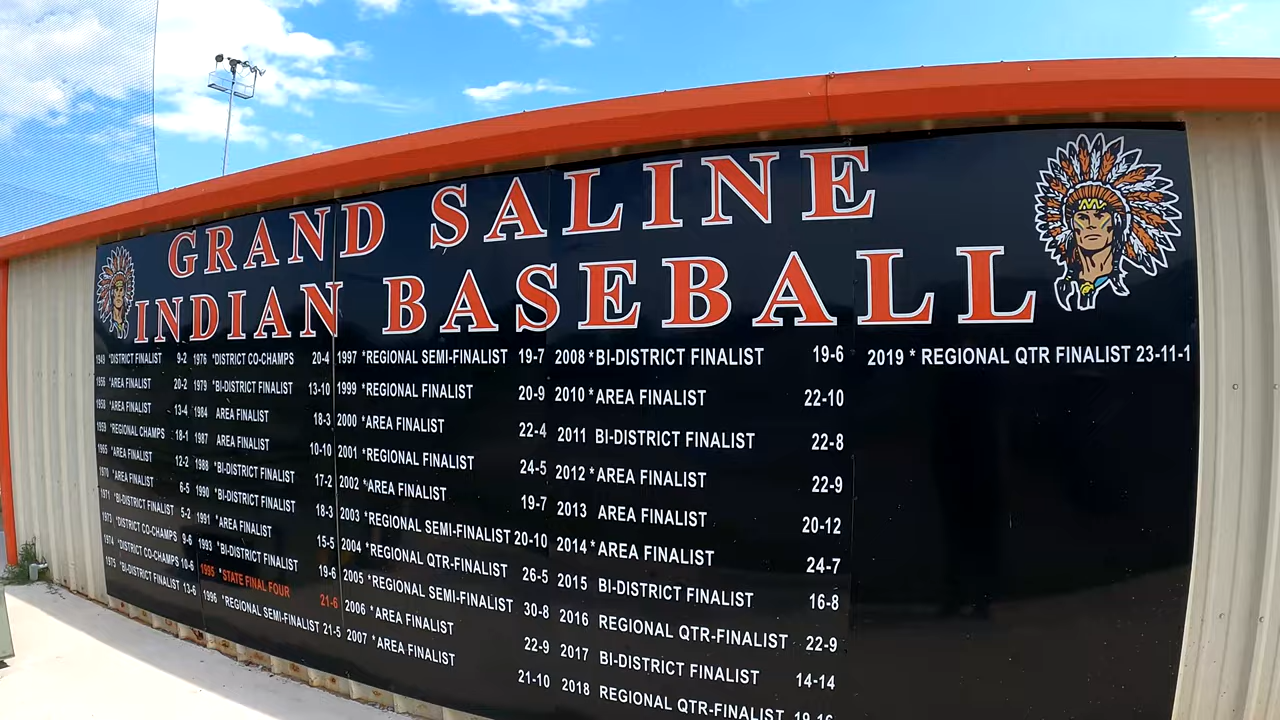 GRAND SALINE
INDIAN BASEBALL
1949 *DISTRICT FINALIST 9-2
1956 *AREA FINALIST 20-2
1958 *AREA FINALIST 13-4
1959 *REGIONAL CHAMPS 18-1
1965 *AREA FINALIST 12-2
1970 *AREA FINALIST 6-5
1971 *BI-DISTRICT FINALIST 5-2
1973 *DISTRICT CO-CHAMPS 9-6
1974 *DISTRICT CO-CHAMPS 10-6
1975 *BI-DISTRICT FINALIST 13-6
1976 *DISTRICT CO-CHAMPS 20-4
1979 *BI-DISTRICT FINALIST 13-10
1984 AREA FINALIST 18-3
1987 AREA FINALIST 10-10
1988 *BI-DISTRICT FINALIST 17-2
1990 *BI-DISTRICT FINALIST 18-3
1991 *AREA FINALIST 15-5
1993 *BI-DISTRICT FINALIST 19-6
1995 *STATE FINAL FOUR 21-6
1996 *REGIONAL SEMI-FINALIST 21-5
1997 *REGIONAL SEMI-FINALIST 19-7
1999 *REGIONAL FINALIST 20-9
2000 *AREA FINALIST 22-4
2001 *REGIONAL FINALIST 24-5
2002 *AREA FINALIST 19-7
2003 *REGIONAL SEMI-FINALIST 20-10
2004 *REGIONAL QTR-FINALIST 26-5
2005 *REGIONAL SEMI-FINALIST 30-8
2006 *AREA FINALIST 22-9
2007 *AREA FINALIST 21-10
2008 *BI-DISTRICT FINALIST 19-6
2010 *AREA FINALIST 22-10
2011 BI-DISTRICT FINALIST 22-8
2012 *AREA FINALIST 22-9
2013 AREA FINALIST 20-12
2014 *AREA FINALIST 24-7
2015 BI-DISTRICT FINALIST 16-8
2016 REGIONAL QTR-FINALIST 22-9
2017 BI-DISTRICT FINALIST 14-14
2018 REGIONAL QTR-FINALIST
2019 * REGIONAL QTR FINALIST 23-11-1